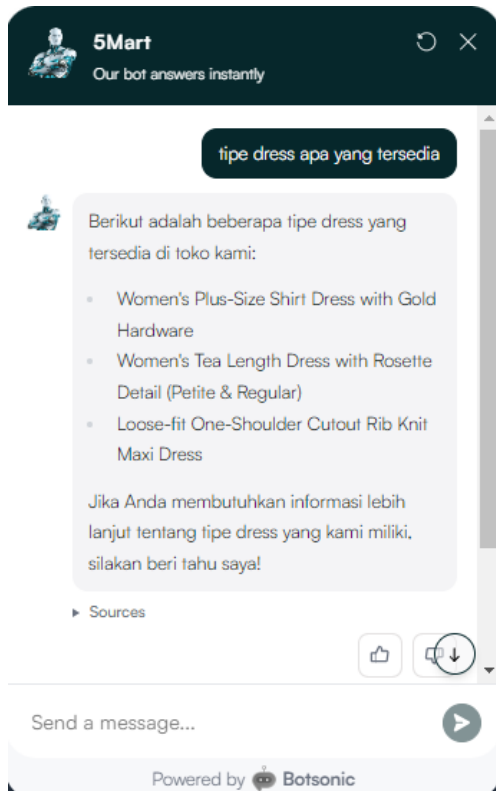 5Mart
Our bot answers instantly
tipe dress apa yang tersedia
Berikut adalah beberapa tipe dress yang
tersedia di toko kami:
Women's Plus-Size Shirt Dress with Gold
Hardware
Women's Tea Length Dress with Rosette
Detail (Petite & Regular)
Loose-fit One-Shoulder Cutout Rib Knit
Maxi Dress
Jika Anda membutuhkan informasi lebih
lanjut tentang tipe dress yang kami miliki,
silakan beri tahu saya!
Sources
Send a message...
Powered by Botsonic